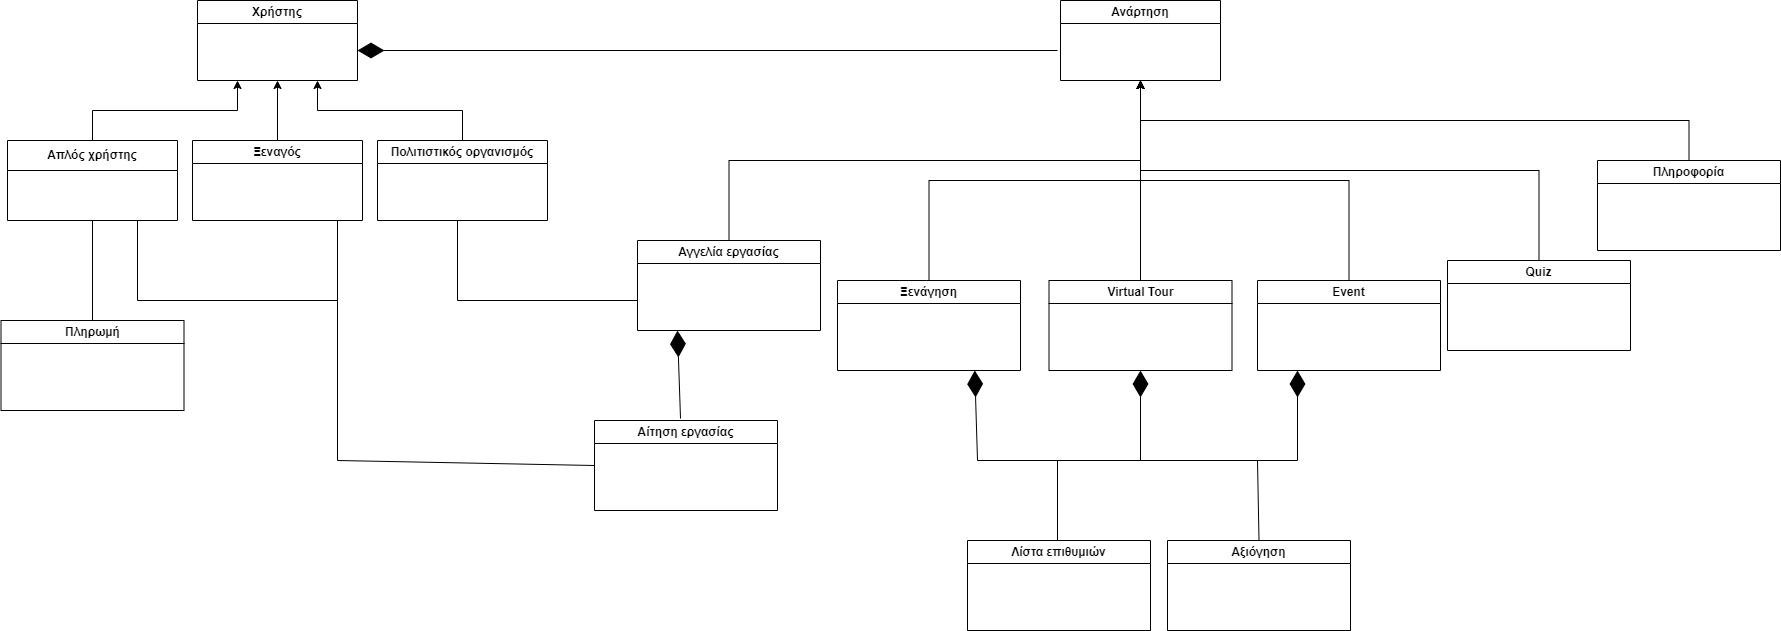 Χρήστης
Ανάρτηση
Απλός χρήστης
Ξεναγός
Πολιτιστικός οργανισμός
Πληροφορία
Αγγελία εργασίας
Quiz
Ξενάγηση
Virtual Tour
Event
Πληρωμή
Αίτηση εργασίας
Λίστα επιθυμιών
Αξιόγηση